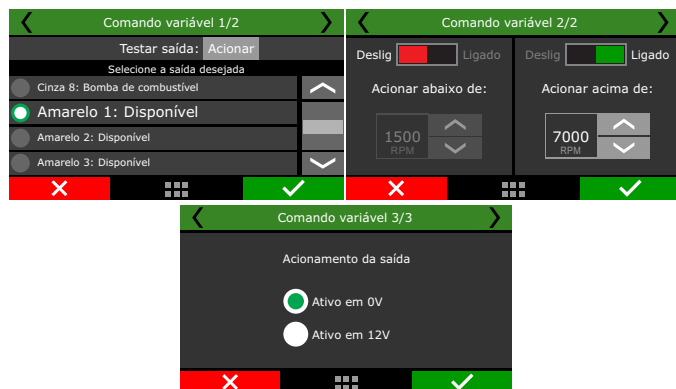 Comando variável 1/2
Testar saída: Acionar
Selecione a saída desejada
Cinza 8: Bomba de combustível
Amarelo 1: Disponível
Amarelo 2: Disponível
Amarelo 3: Disponível
Comando variável 2/2
Deslig Ligado
Acionar abaixo de:
1500
RPM
Deslig Ligado
Acionar acima de:
7000
RPM
Comando variável 3/3
Acionamento da saída
Ativo em 0V
Ativo em 12V